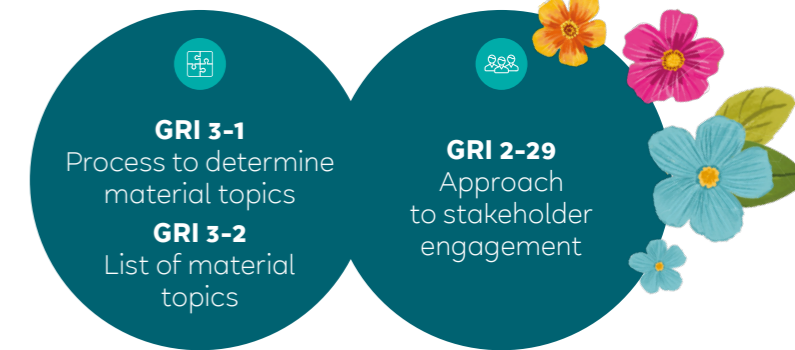 GRI 3-1
Process to determine
material topics
GRI 3-2
List of material
topics
GRI 2-29
Approach
to stakeholder
engagement